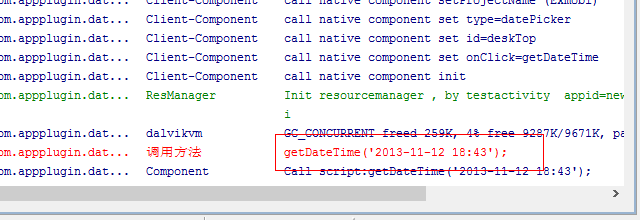 om.appplugin.dat... Client-Component call native component setProjectName (Exmobi)
om.appplugin.dat... Client-Component call native component set type=datePicker
om.appplugin.dat... Client-Component call native component set id=deskTop
om.appplugin.dat... Client-Component call native component set onClick=getDateTime
om.appplugin.dat... Client-Component call native component init
om.appplugin.dat... ResManager Init resourcemanager , by testactivity appid=new
i
om.appplugin.dat... dalvikvm GC_CONCURRENT freed 259K, 4% free 9287K/9671K, pa
om.appplugin.dat... 调用方法 getDateTime('2013-11-12 18:43');
om.appplugin.dat... Component Call script:getDateTime('2013-11-12 18:43');